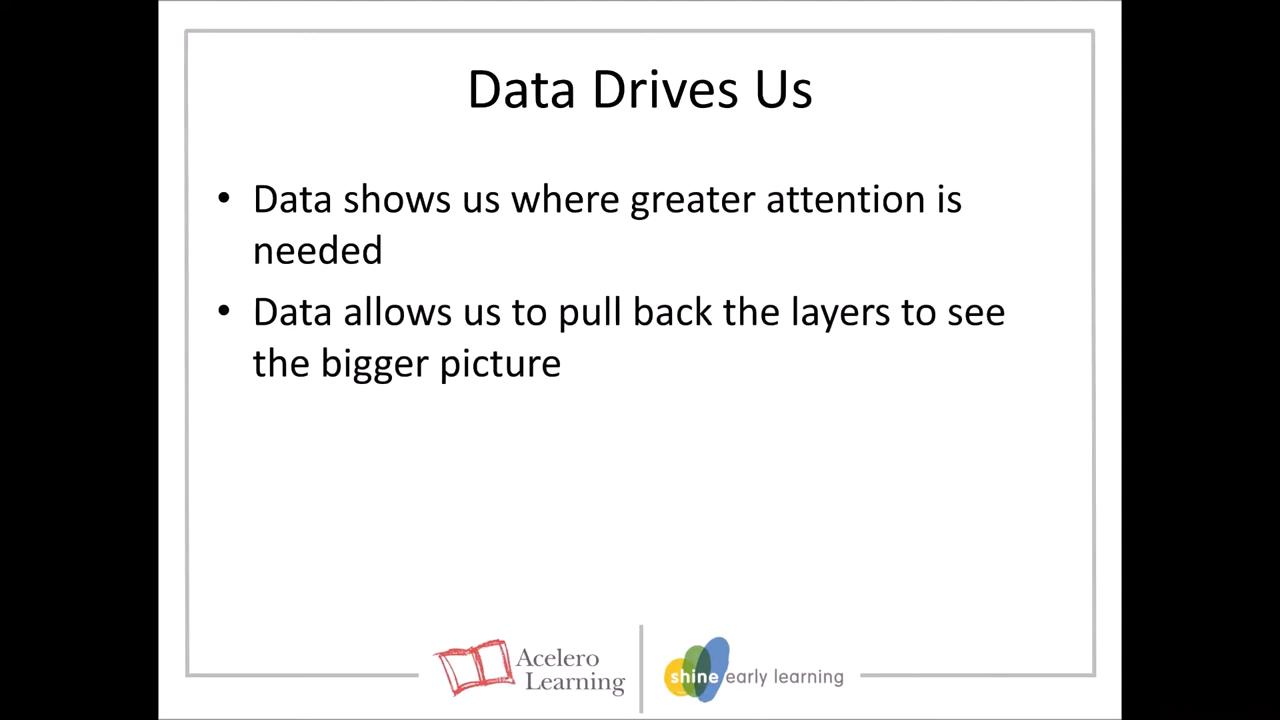 Data Drives Us
• Data shows us where greater attention is
needed
• Data allows us to pull back the layers to see
the bigger picture
Acelero
Learning
shine early learning